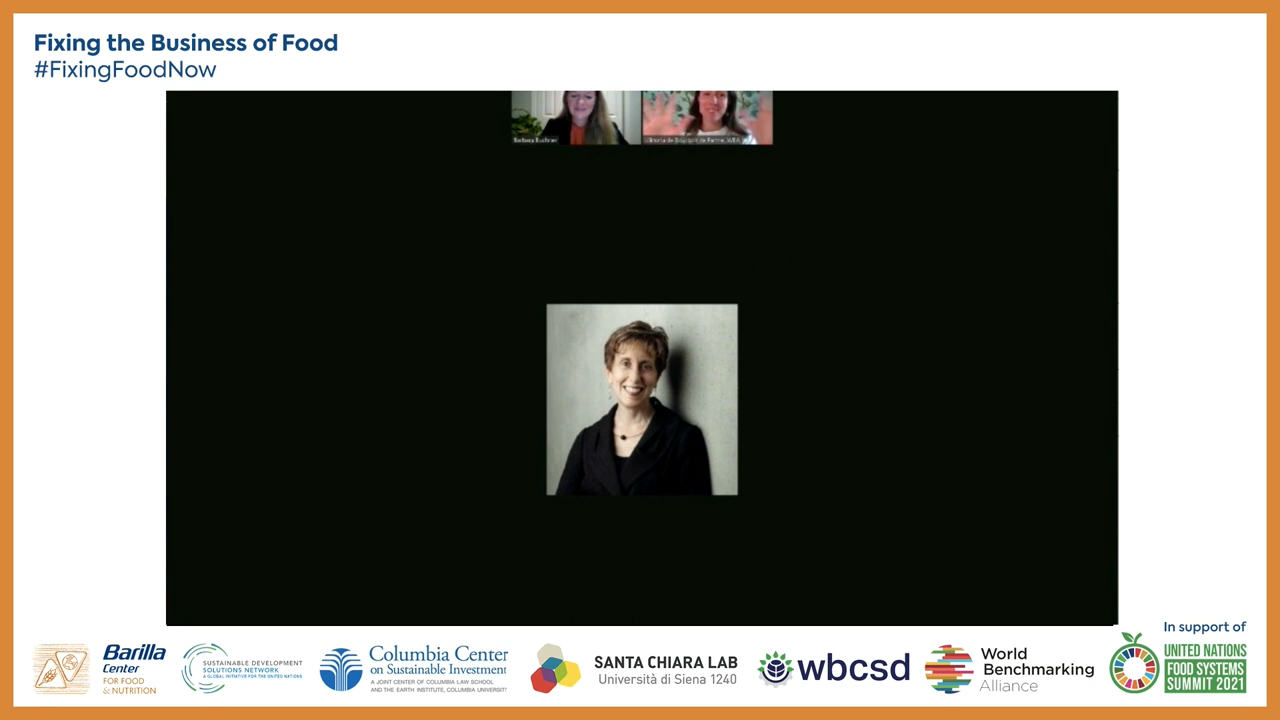 Fixing the Business of Food
#FixingFoodNow
Barbara Buchner
Barilla
Center
FOR FOOD
& NUTRITION
SUSTAINABLE DEVELOPMENT
SOLUTIONS NETWORK
A GLOBAL INITIATIVE FOR THE UNITED NATIONS
Columbia Center
on Sustainable Investment
A JOINT CENTER OF COLUMBIA LAW SCHOOL
AND THE EARTH INSTITUTE, COLUMBIA UNIVERSIT
SANTA CHIARA LAB
Università di Siena 1240
wbcsd
World
Benchmarking
Alliance
In support of
UNITED NATIONS
FOOD SYSTEMS
SUMMIT 2021